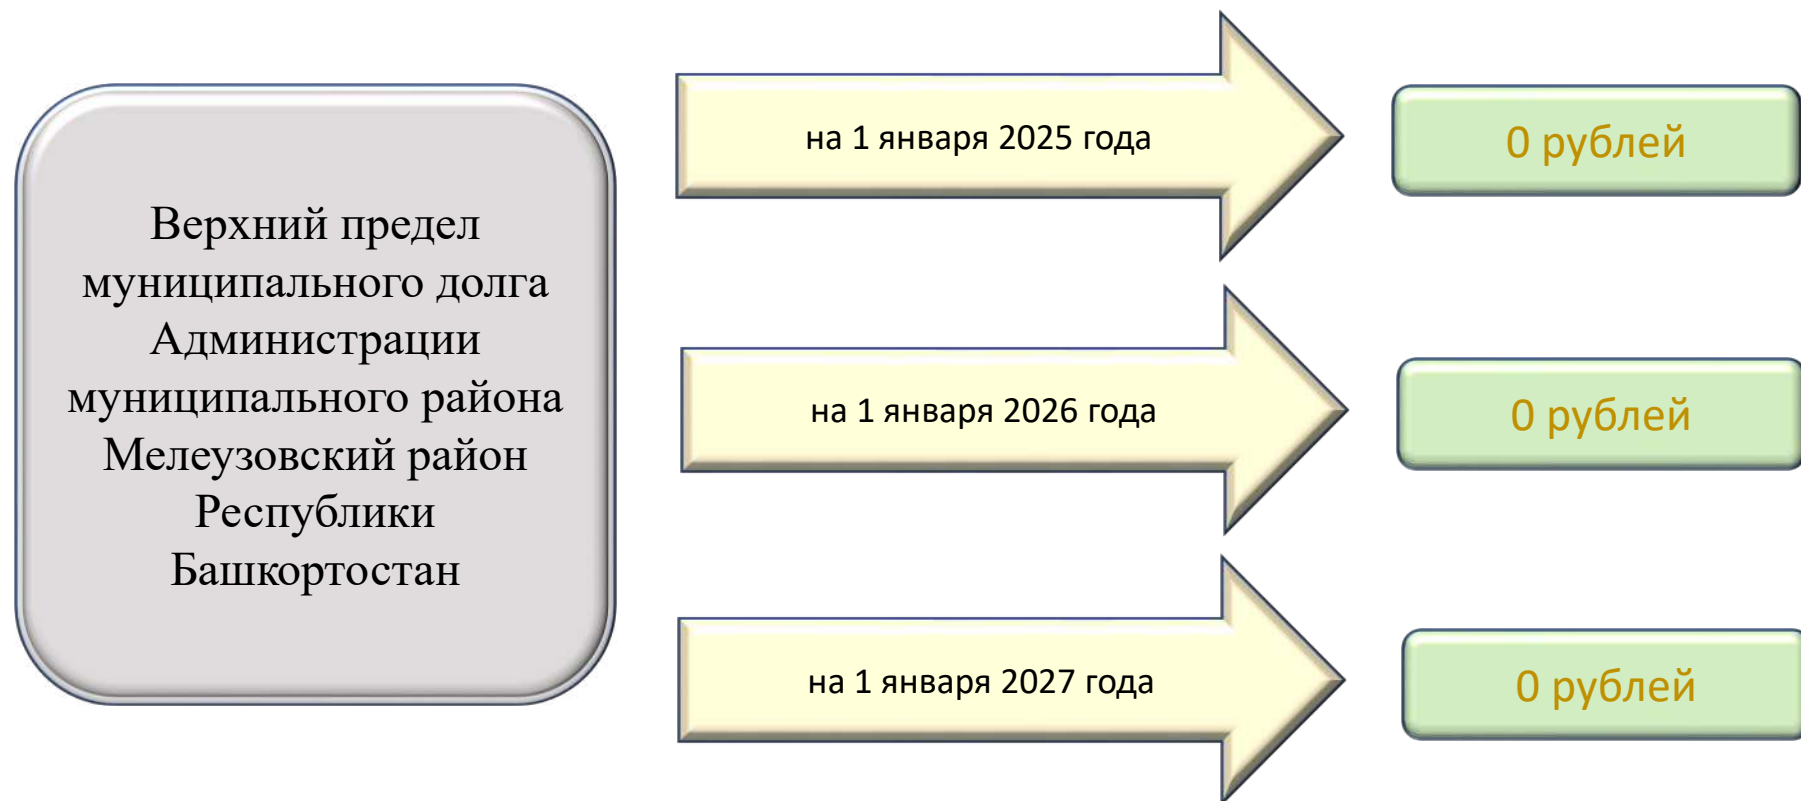 Верхний предел
муниципального долга
Администрации
муниципального района
Мелеузовский район
Республики
Башкортостан
на 1 января 2025 года
0 рублей
на 1 января 2026 года
0 рублей
на 1 января 2027 года
0 рублей